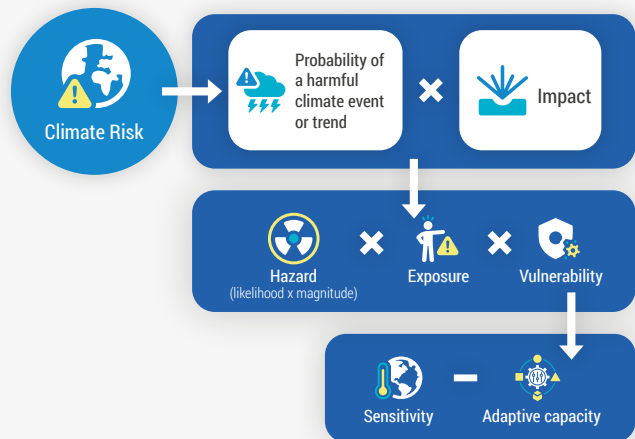 Climate Risk
Probability of
a harmful
climate event
or trend
Impact
Hazard
(likelihood x magnitude)
Exposure
Vulnerability
Sensitivity
Adaptive capacity